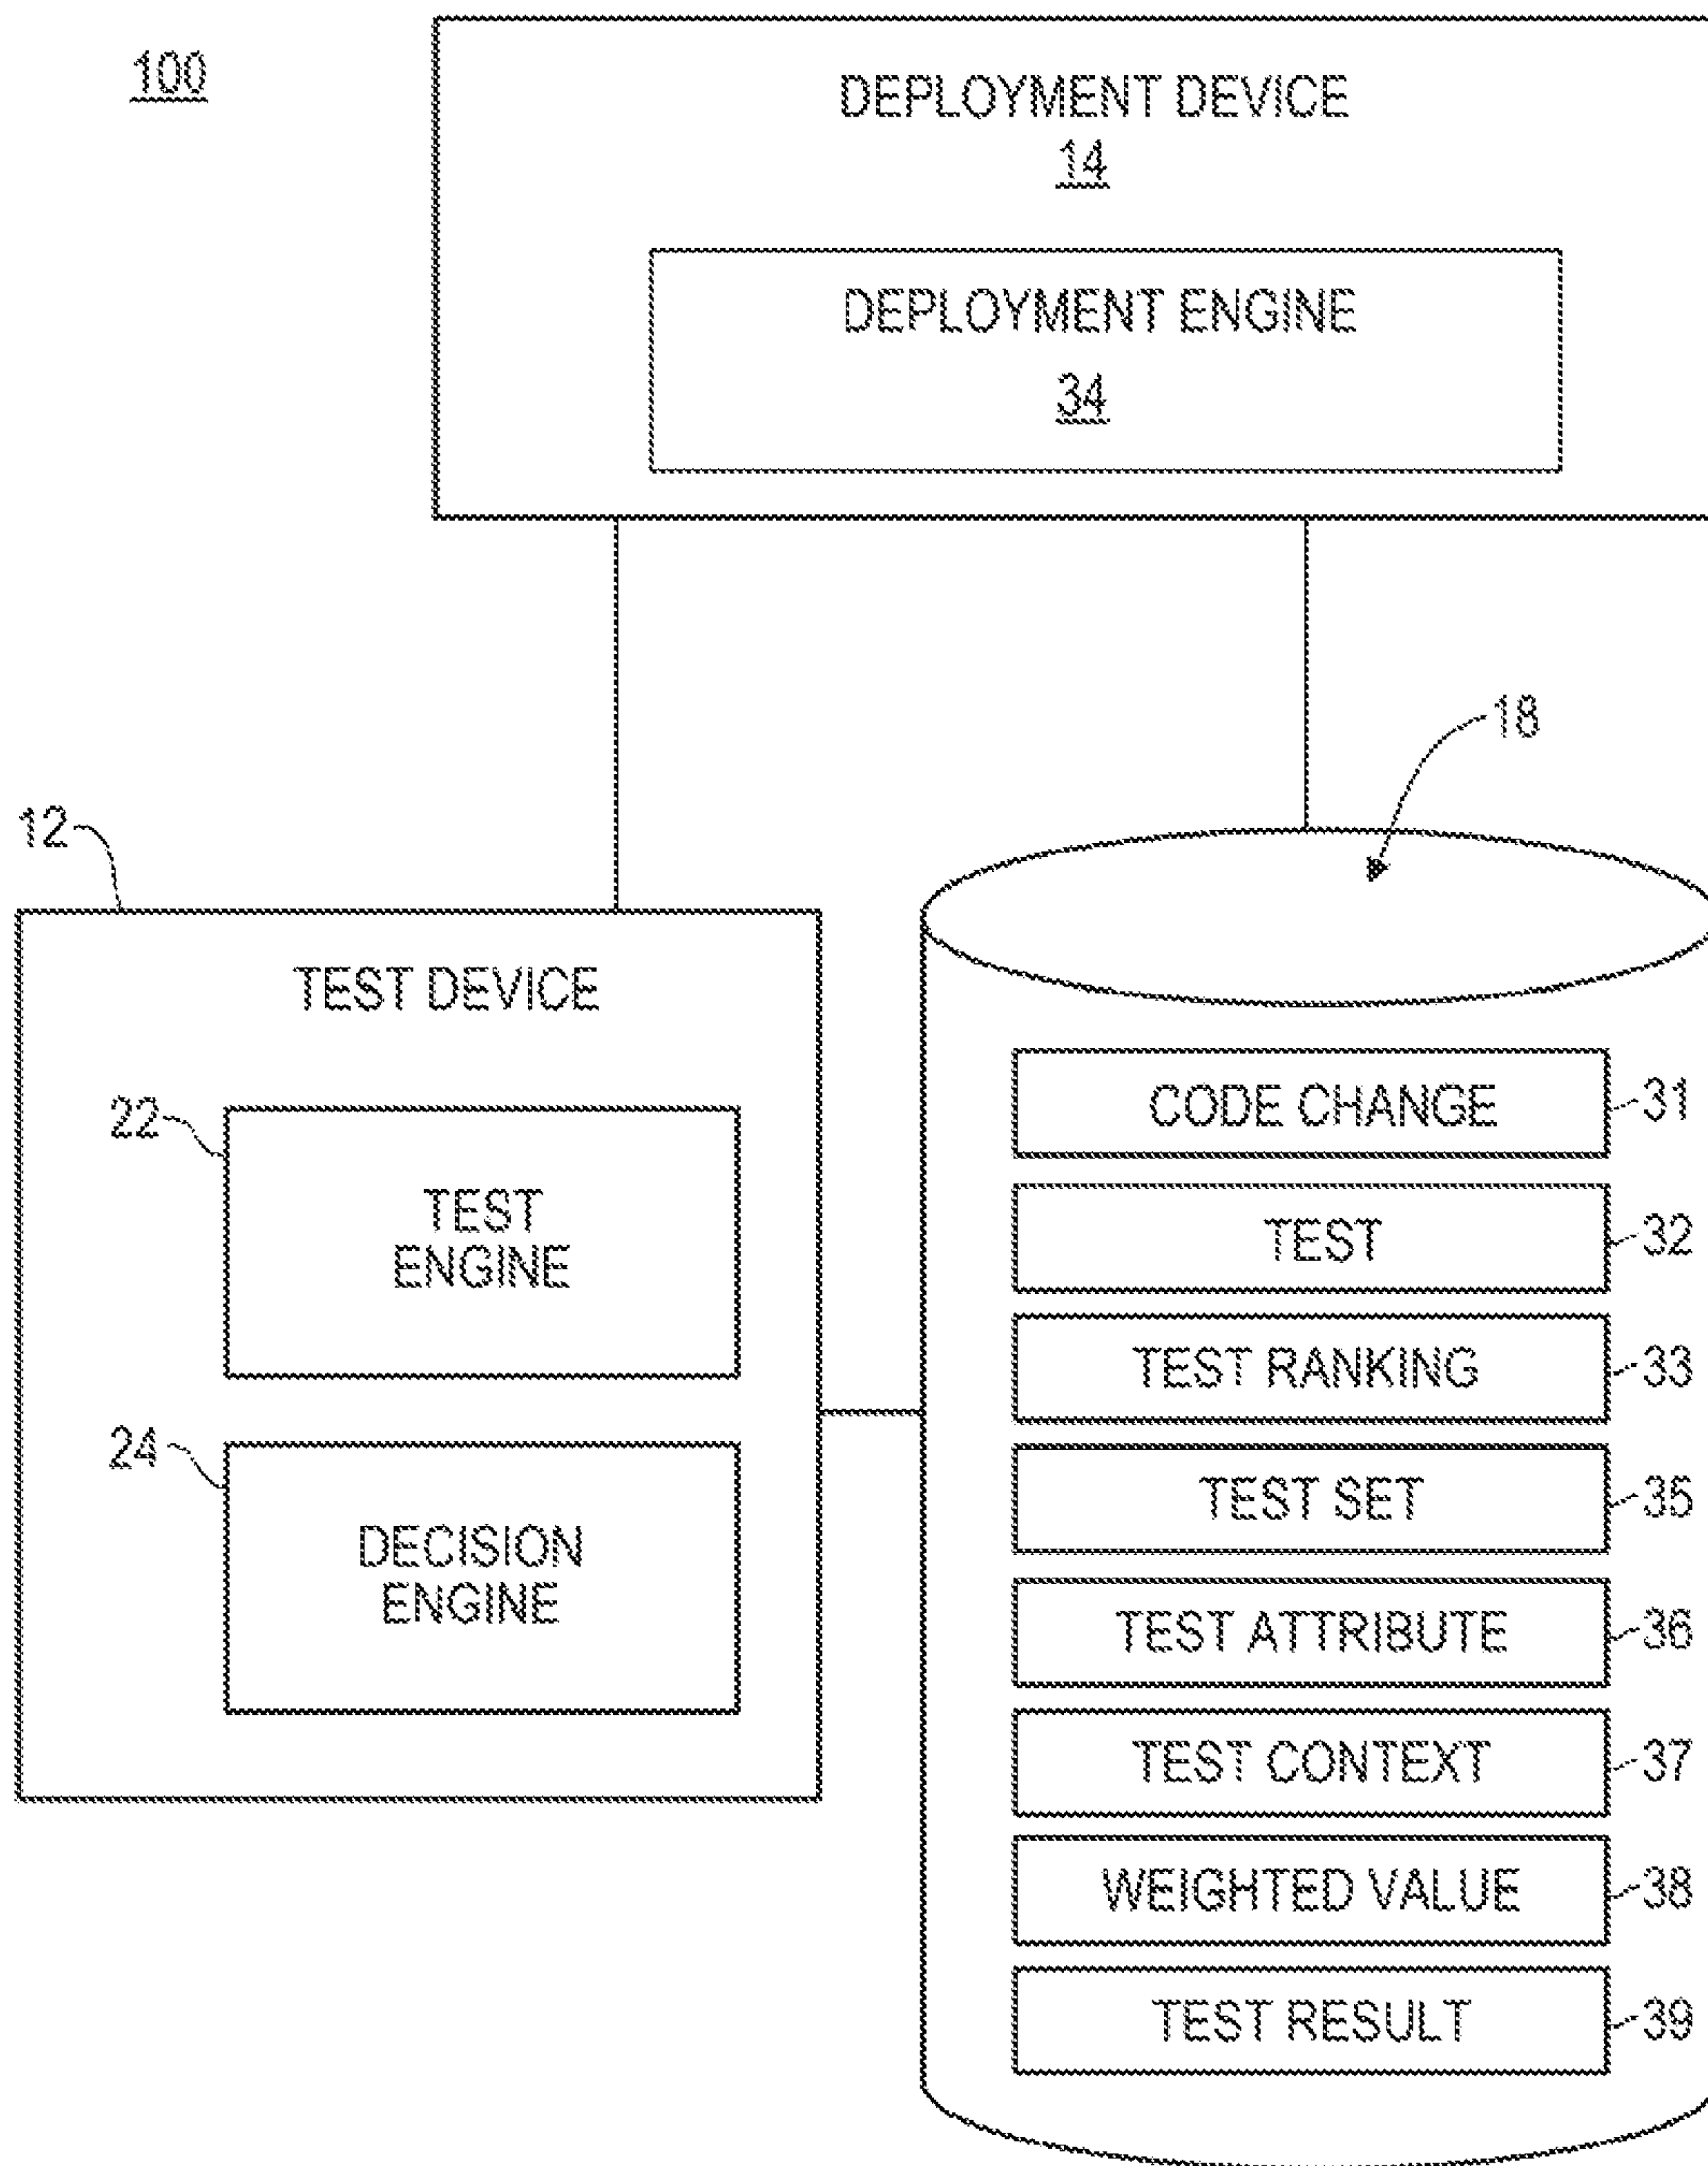 100
DEPLOYMENT DEVICE
14
DEPLOYMENT ENGINE
34
18
12
TEST DEVICE
22
TEST
ENGINE
24
DECISION
ENGINE
CODE CHANGE
31
TEST
32
TEST RANKING
33
TEST SET
35
TEST ATTRIBUTE
36
TEST CONTEXT
37
WEIGHTED VALUE
38
TEST RESULT
39